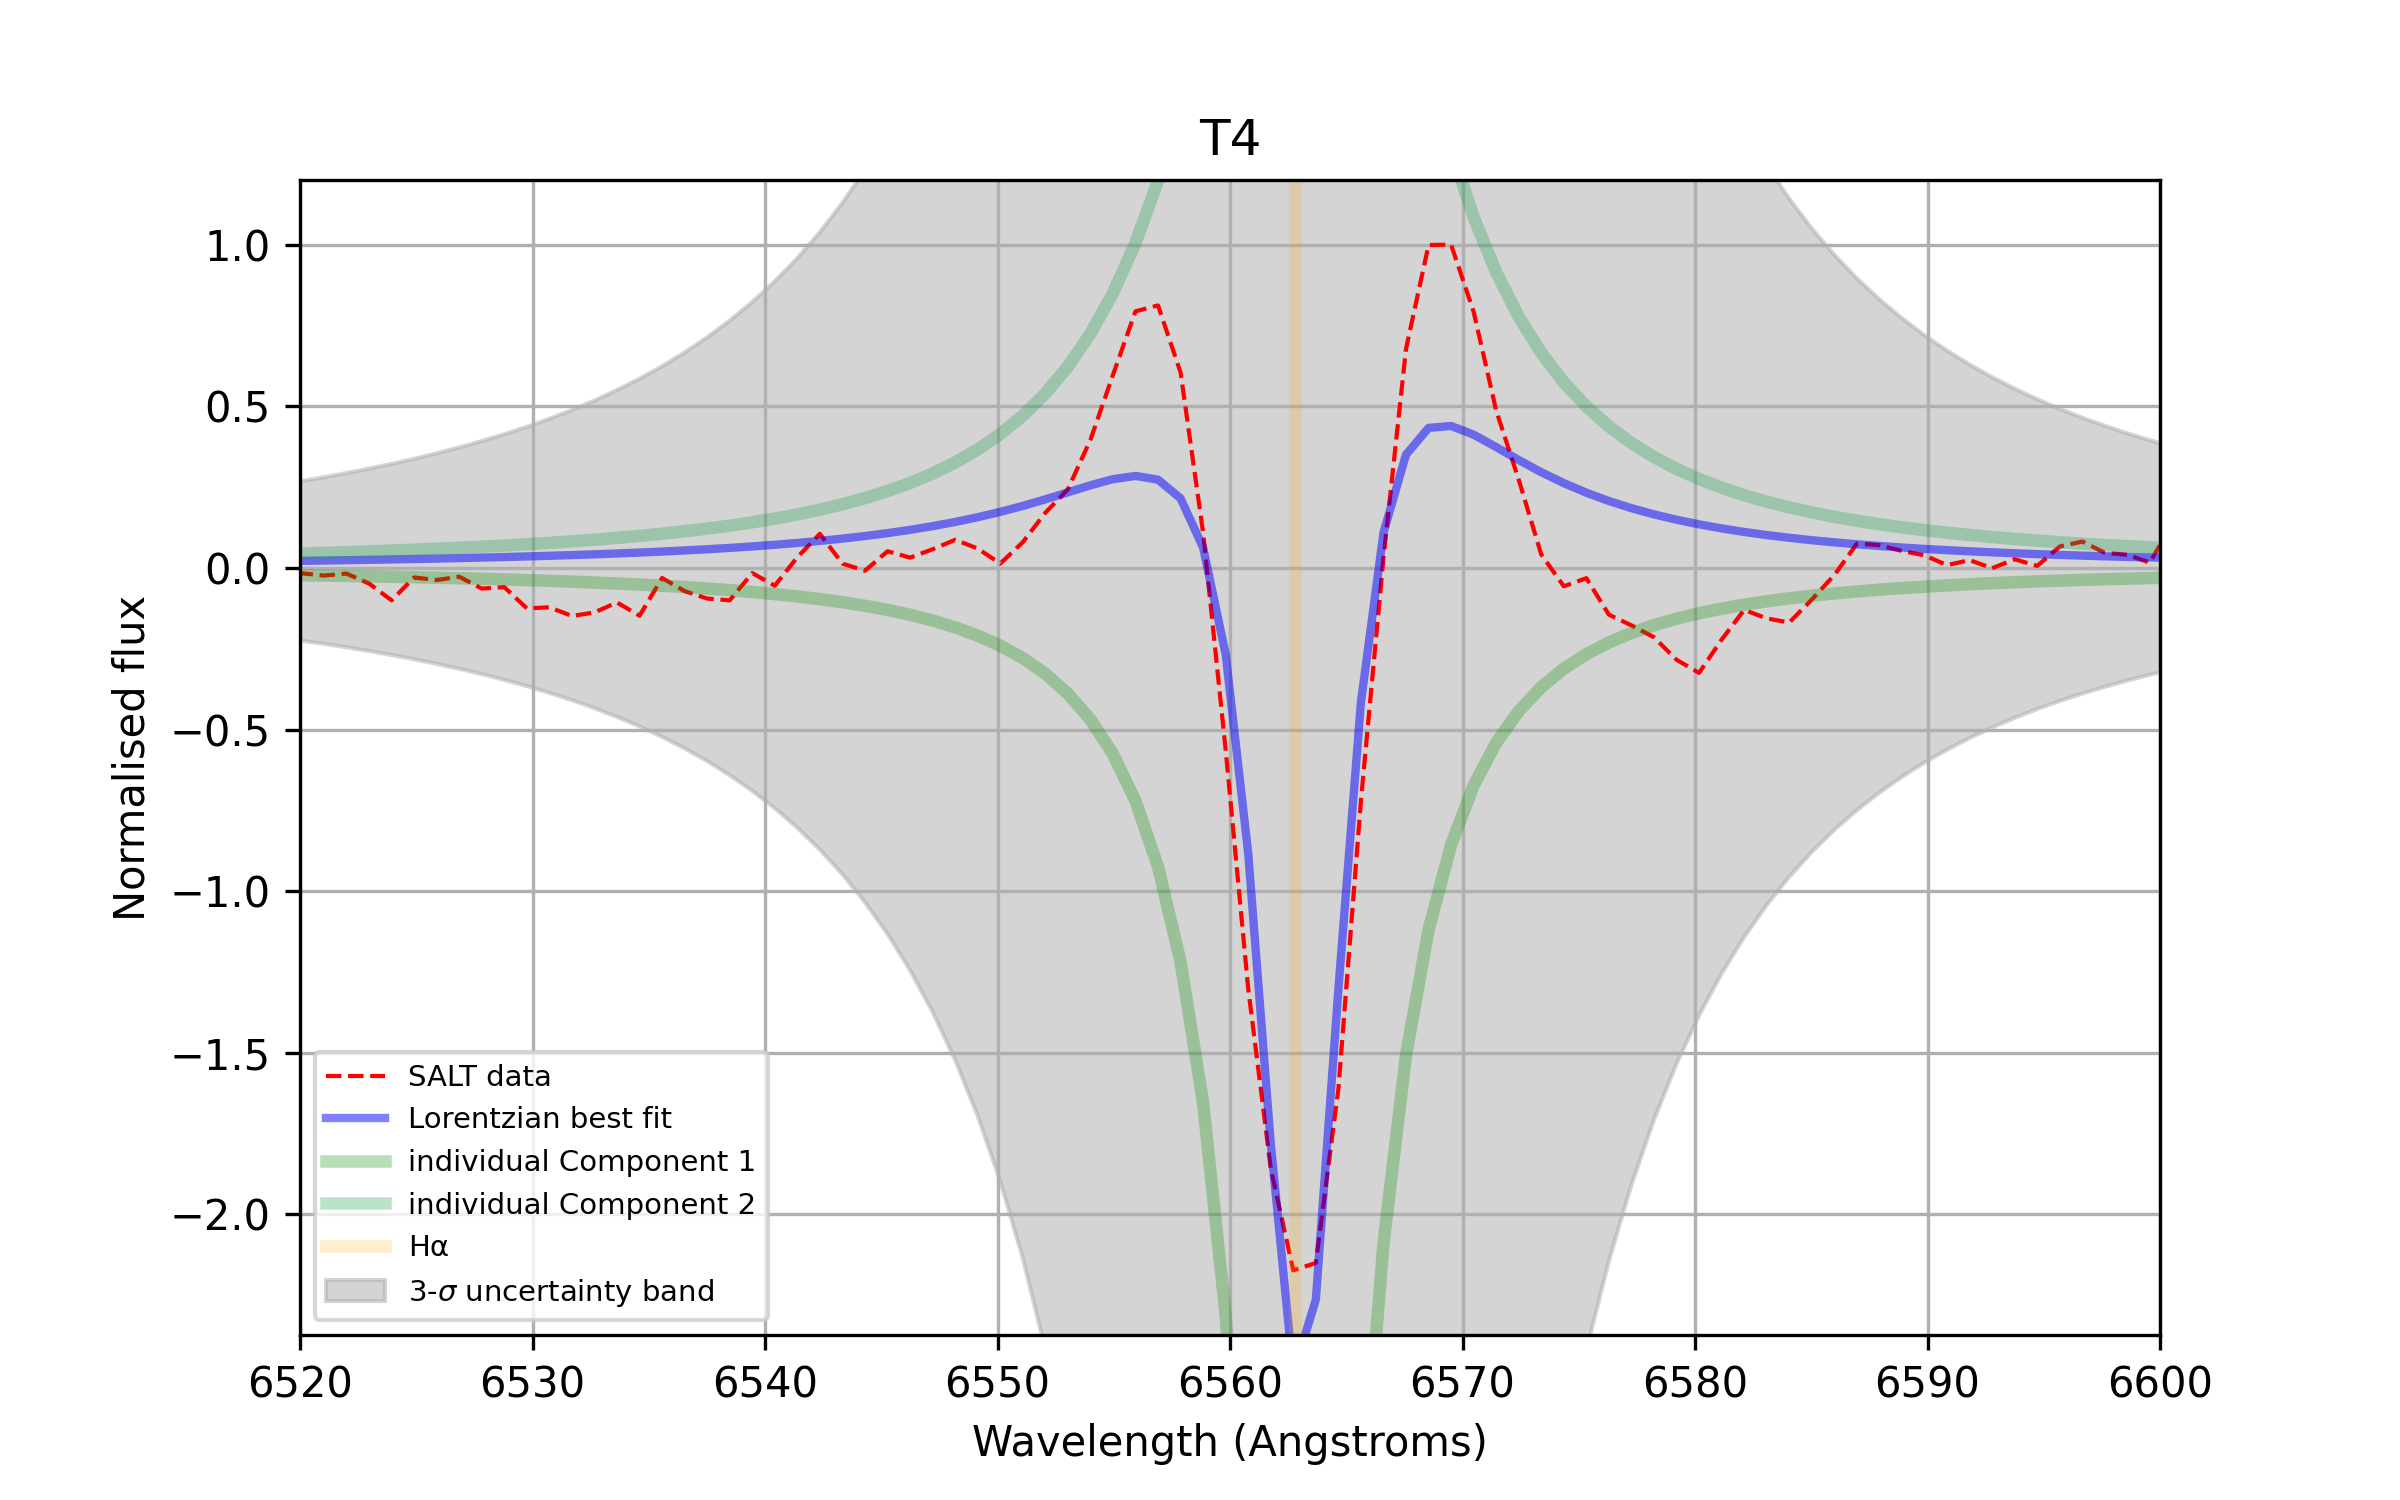 T4
Normalised flux
1.0
0.5
0.0
−0.5
−1.0
−1.5
−2.0
SALT data
Lorentzian best fit
individual Component 1
individual Component 2
Hα
3-σ uncertainty band
6520 6530 6540 6550 6560 6570 6580 6590 6600
Wavelength (Angstroms)